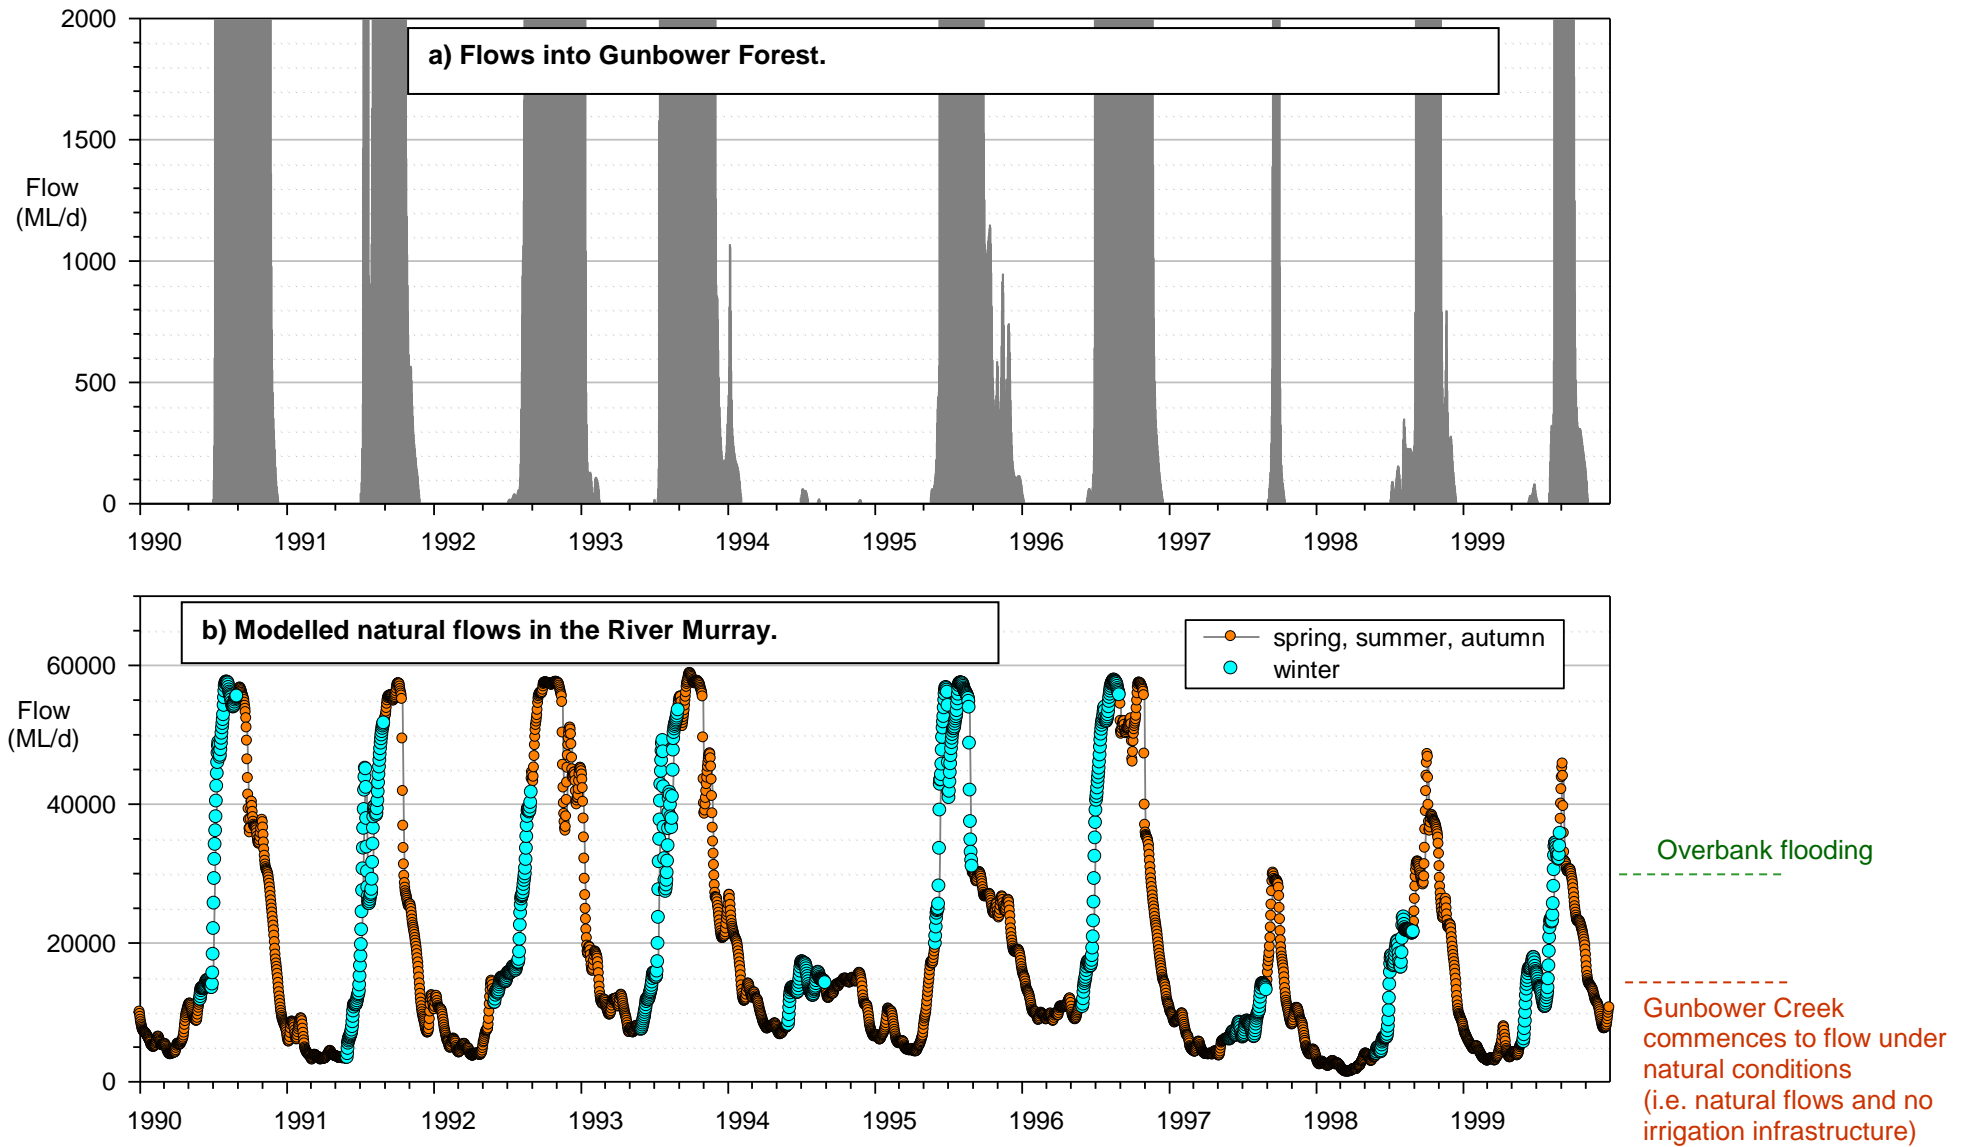 a) Flows into Gunbower Forest.
2000
1500
1000
500
0
Flow
(ML/d)
1990 1991 1992 1993 1994 1995 1996 1997 1998 1999
b) Modelled natural flows in the River Murray.
spring, summer, autumn
winter
60000
40000
20000
0
Flow
(ML/d)
1990 1991 1992 1993 1994 1995 1996 1997 1998 1999
Overbank flooding
Gunbower Creek
commences to flow under
natural conditions
(i.e. natural flows and no
irrigation infrastructure)